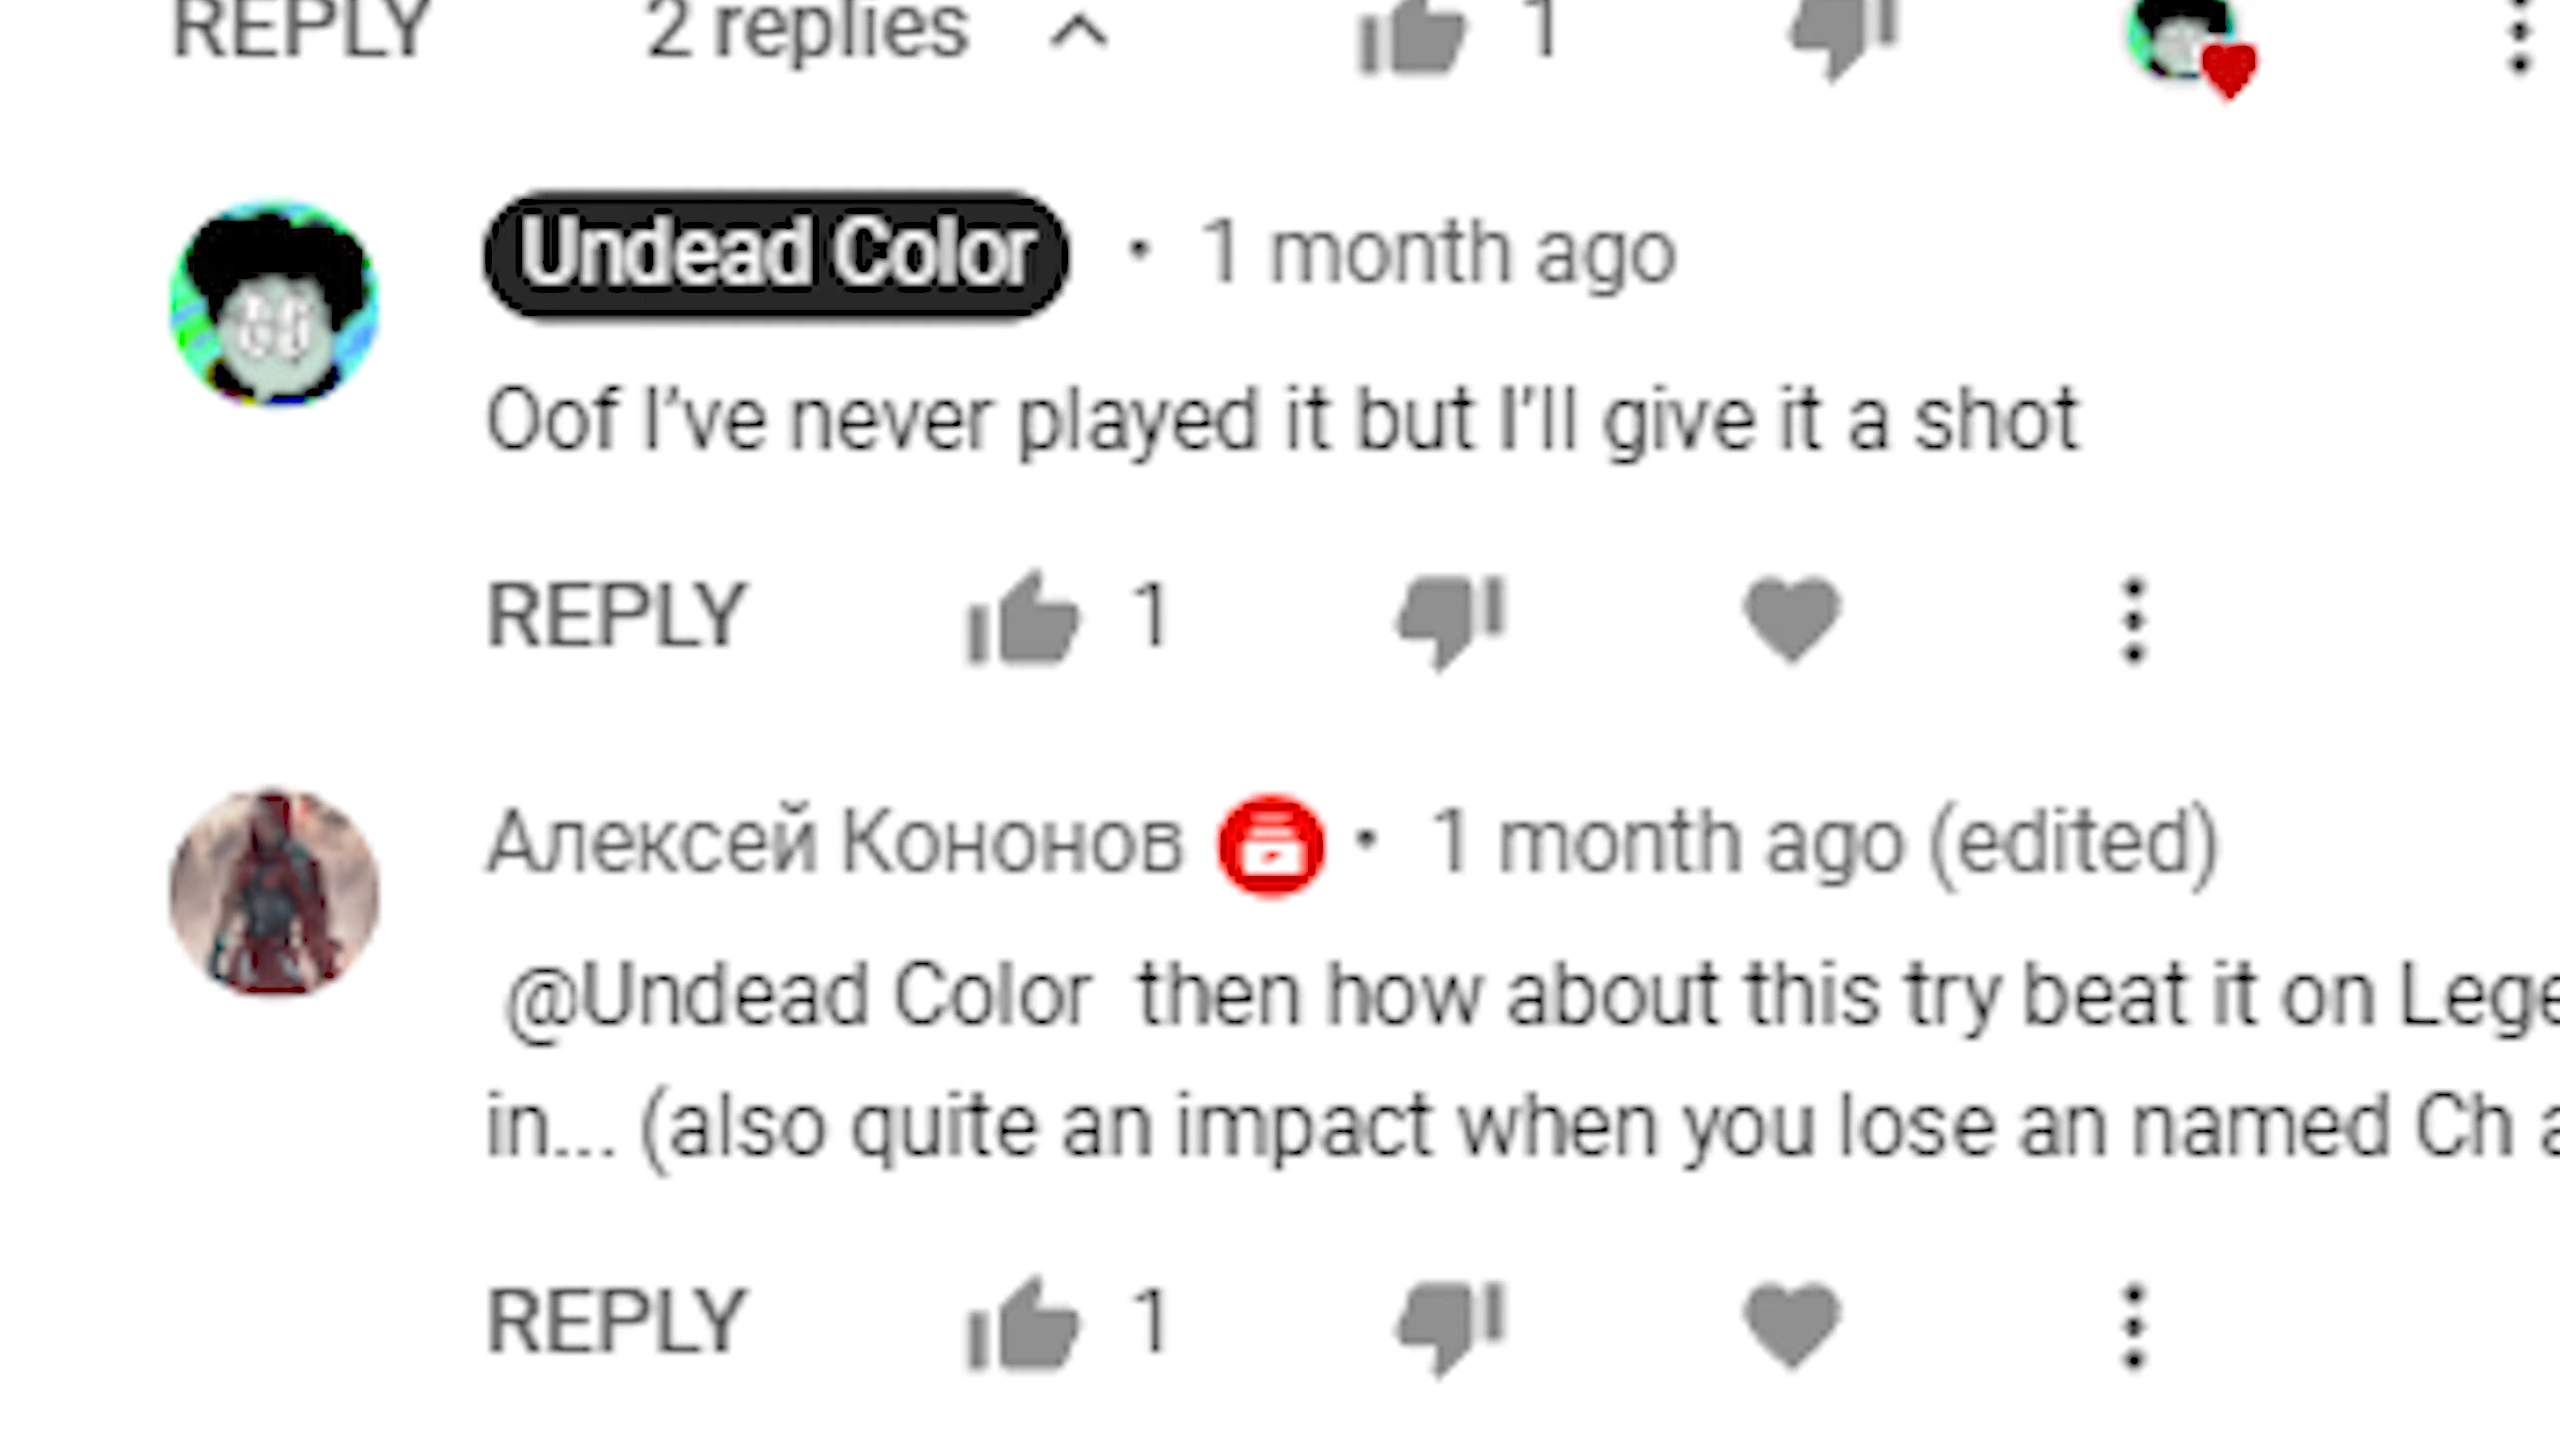 REPLY 2 replies 1
Undead Color • 1 month ago
Oof I've never played it but I'll give it a shot
REPLY 1
Алексей Кононов • 1 month ago (edited)
@Undead Color then how about this try beat it on Lege
in... (also quite an impact when you lose an named Ch a
REPLY 1